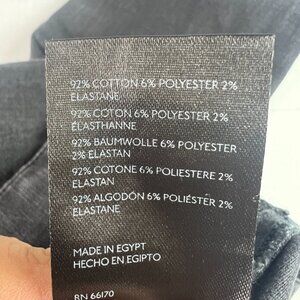 92% COTTON 6% POLYESTER 2%
ELASTANE
92% COTON 6% POLYESTER 2%
ÉLASTHANNE
92% BAUMWOLLE 6% POLYESTER
2% ELASTAN
92% COTONE 6% POLIESTERE 2%
ELASTAN
92% ALGODÓN 6% POLIÉSTER 2%
ELASTANE
MADE IN EGYPT
HECHO EN EGIPTO
RN 66170